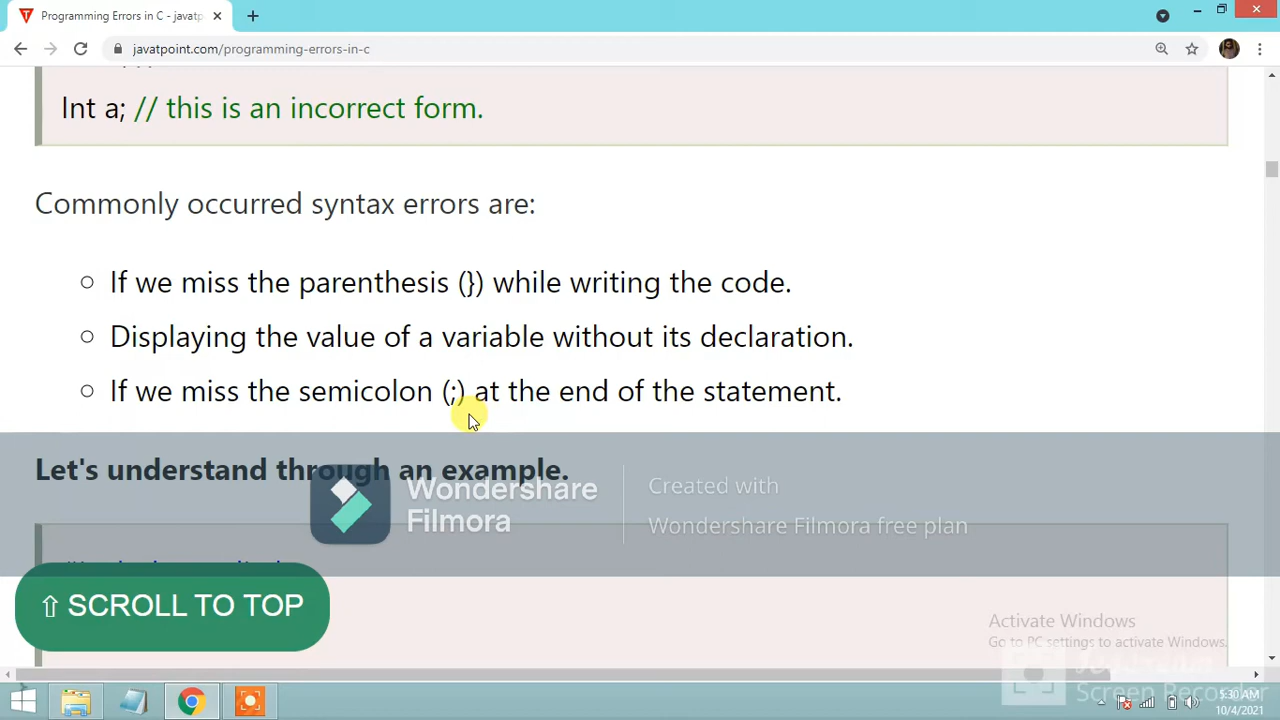 Programming Errors in C - javatp
javatpoint.com/programming-errors-in-c
Int a; // this is an incorrect form.
Commonly occurred syntax errors are:
If we miss the parenthesis (}) while writing the code.
Displaying the value of a variable without its declaration.
If we miss the semicolon (;) at the end of the statement.
Let's understand through an example.
Wondershare
Filmora
Created with
Wondershare Filmora free plan
⇧ SCROLL TO TOP
Activate Windows
Go to PC settings to activate Windows.
Screen Recorder
5:30 AM
10/4/2021